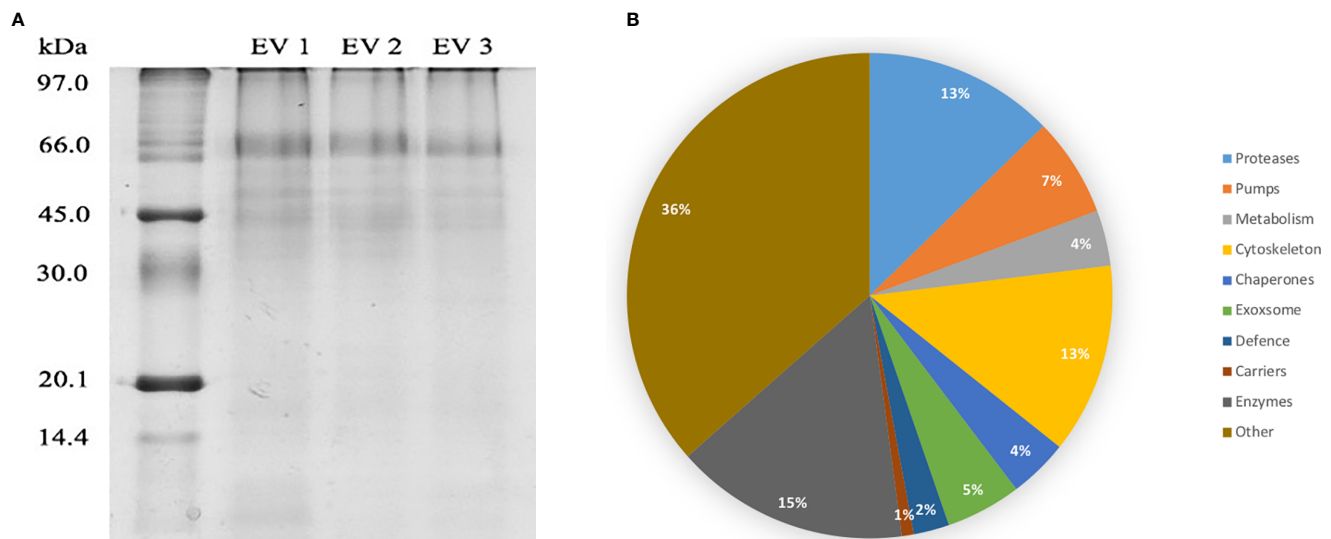 A
kDa
EV 1 EV 2 EV 3
97.0
66.0
45.0
30.0
20.1
14.4
B
13%
7%
4%
13%
4%
5%
2%
1%
15%
36%
Proteases
Pumps
Metabolism
Cytoskeleton
Chaperones
Exoxsome
Defence
Carriers
Enzymes
Other